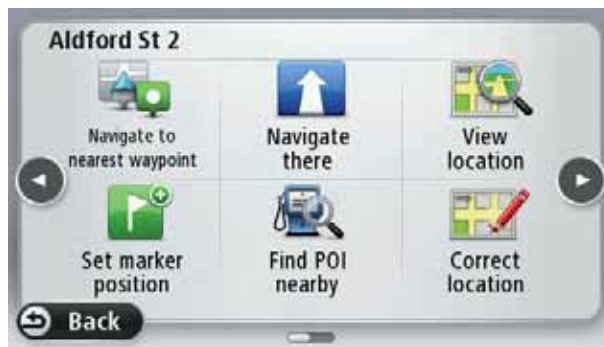 Aldford St 2
Navigate to
nearest waypoint
Navigate
there
View
location
Set marker
position
Find POI
nearby
Correct
location
Back